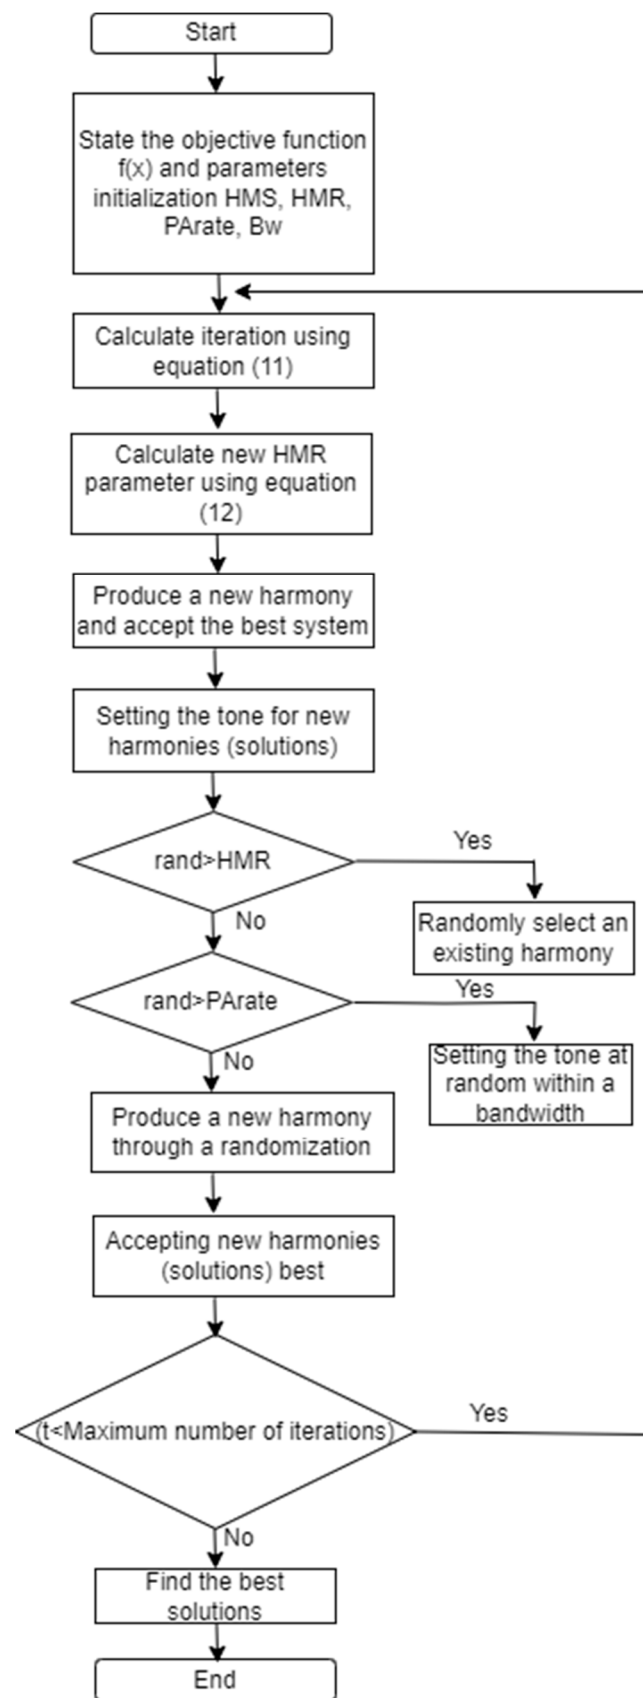 Start
State the objective function
f(x) and parameters
initialization HMS, HMR,
PArate, Bw
Calculate iteration using
equation (11)
Calculate new HMR
parameter using equation
(12)
Produce a new harmony
and accept the best system
Setting the tone for new
harmonies (solutions)
rand>HMR
Yes
Randomly select an
existing harmony
No
rand>PArate
Yes
Setting the tone at
random within a
bandwidth
No
Produce a new harmony
through a randomization
Accepting new harmonies
(solutions) best
(t<Maximum number of iterations)
Yes
No
Find the best
solutions
End